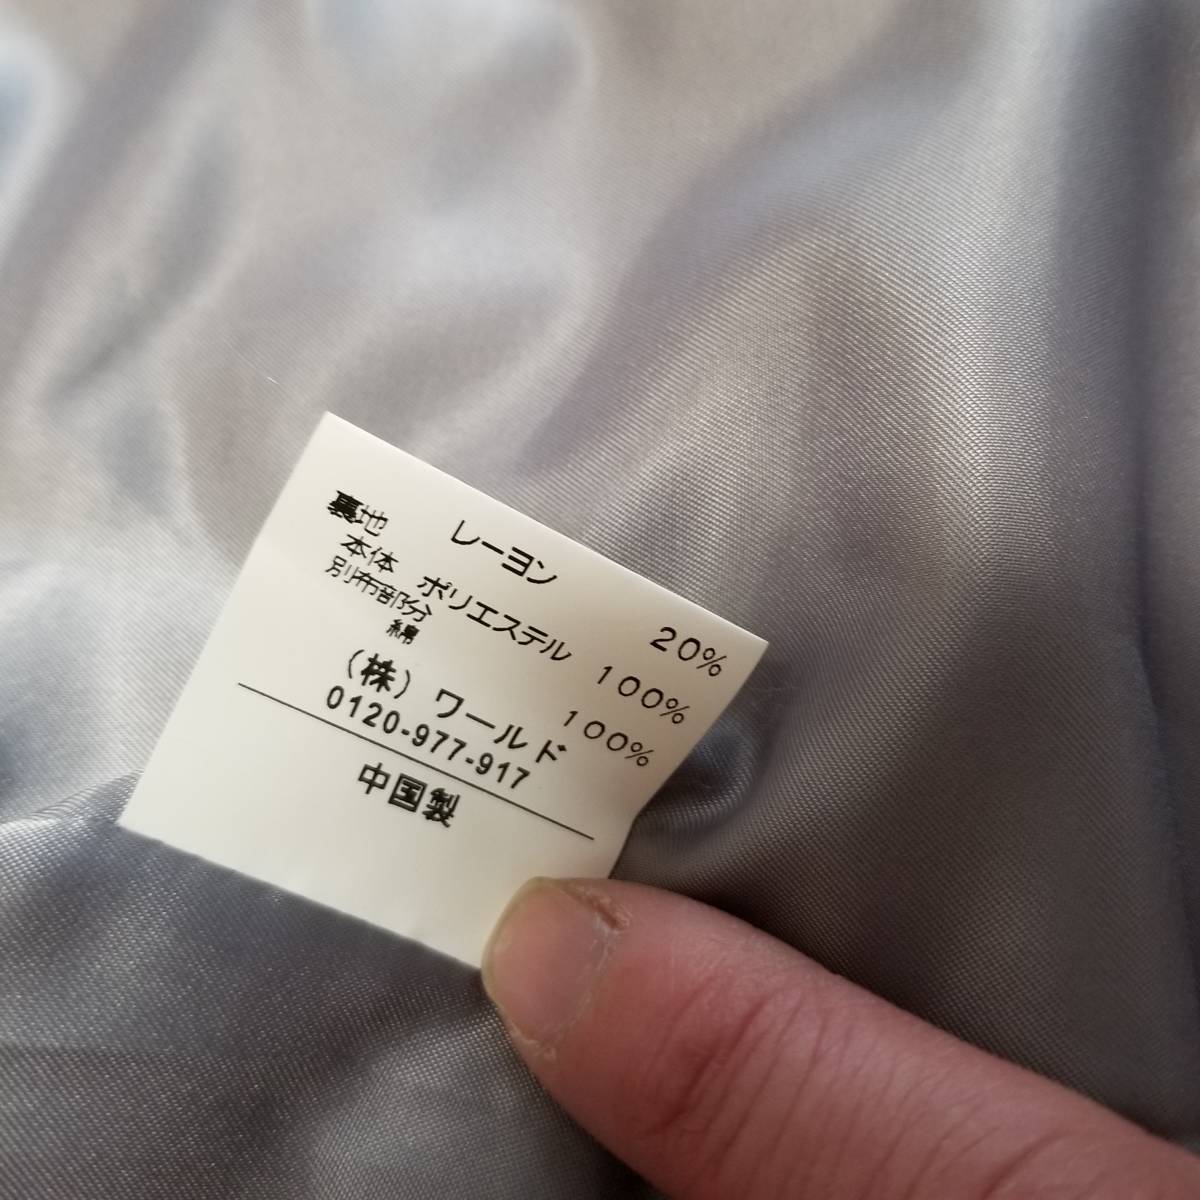 レーヨン 20%
裏地
本体 ポリエステル 100%
別布部分
綿 100%
(株) ワールド
0120-977-917
中国製